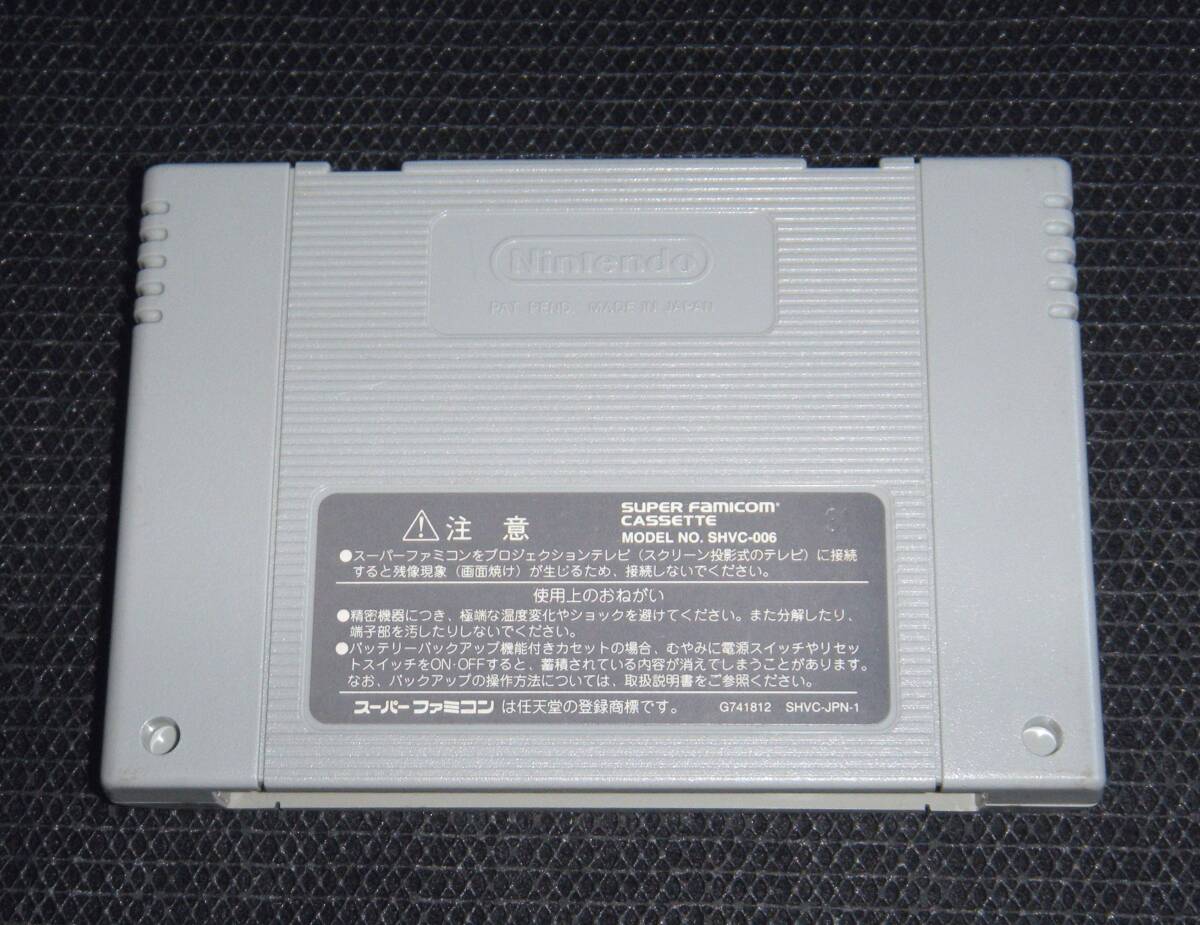 Nintendo
PAT. PEND. MADE IN JAPAN
注意
SUPER FAMICOM®
CASSETTE
MODEL NO. SHVC-006
●スーパーファミコンをプロジェクションテレビ(スクリーン投影式のテレビ)に接続
すると残像現象(画面焼け)が生じるため、接続しないでください。
使用上のおねがい
●精密機器につき、極端な温度変化やショックを避けてください。また分解したり、
端子部を汚したりしないでください。
●バッテリーバックアップ機能付きカセットの場合、むやみに電源スイッチやリセッ
トスイッチをON・OFFすると、蓄積されている内容が消えてしまうことがあります。
なお、バックアップの操作方法については、取扱説明書をご参照ください。
スーパーファミコンは任天堂の登録商標です。 G741812 SHVC-JPN-1